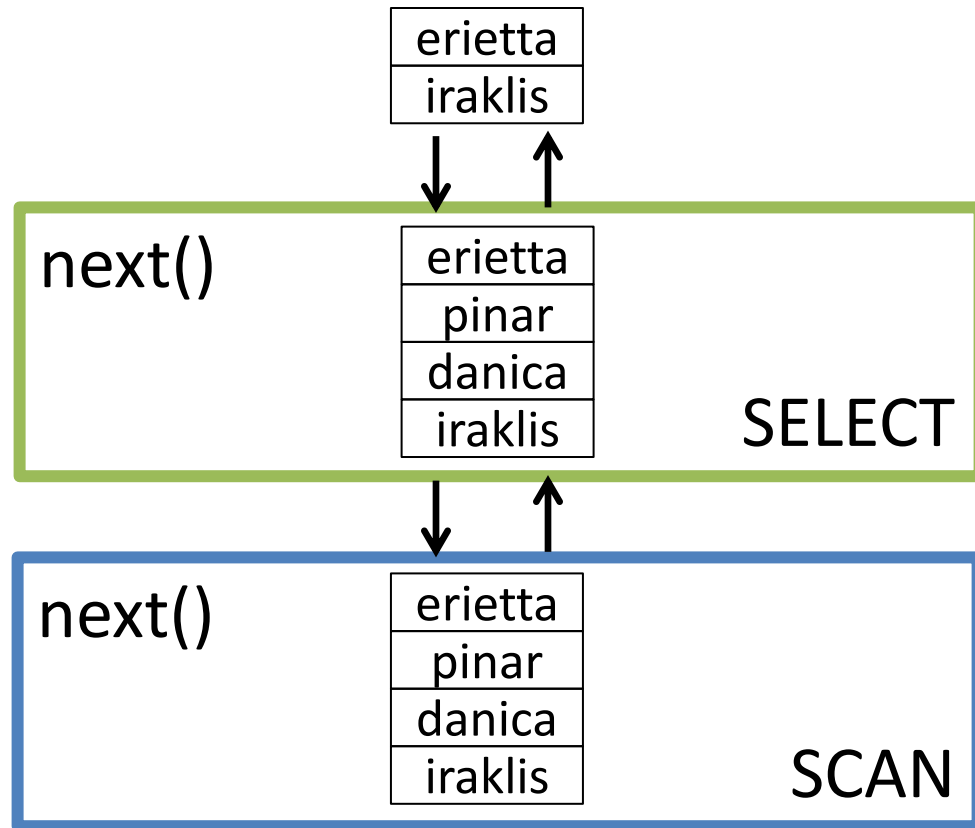 erietta
iraklis
next()
erietta
pinar
danica
iraklis
SELECT
next()
erietta
pinar
danica
iraklis
SCAN